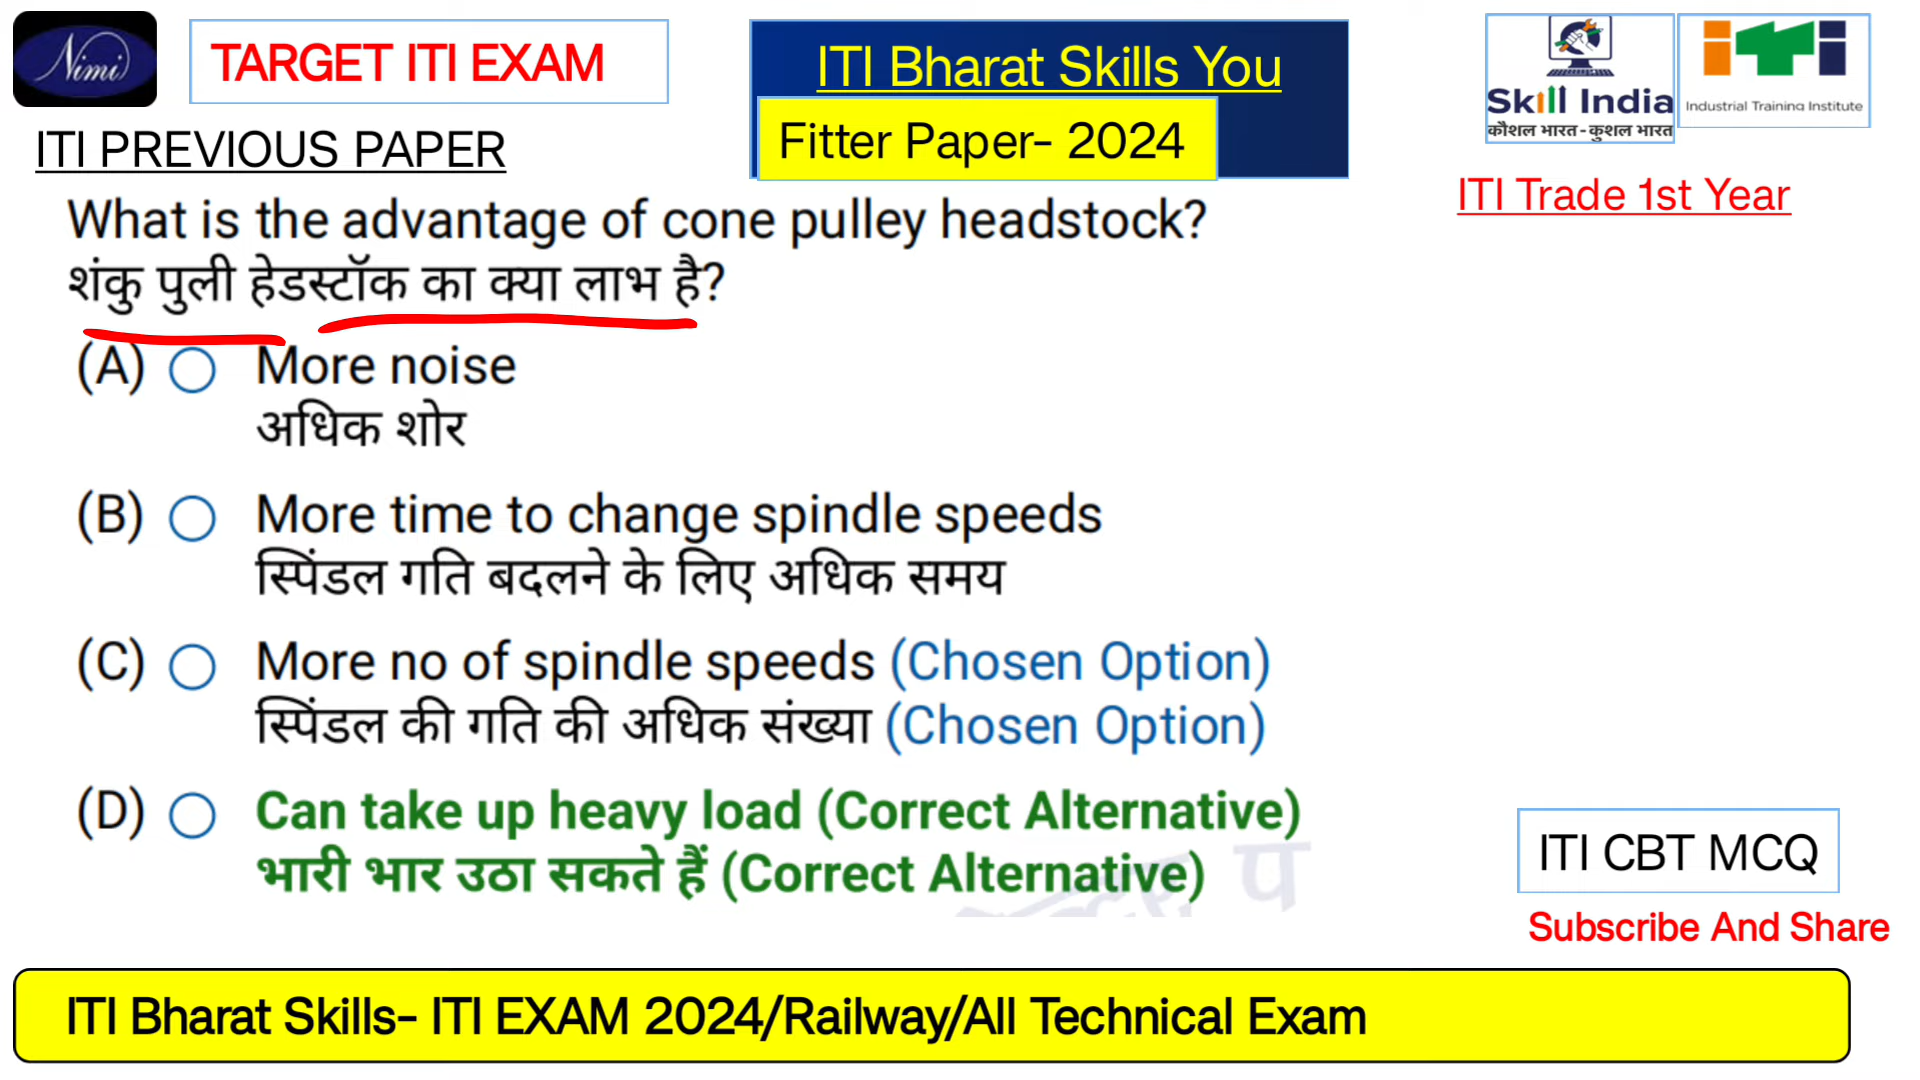 Nimi
TARGET ITI EXAM
ITI Bharat Skills You
Fitter Paper- 2024
Skill India
कौशल भारत - कुशल भारत
iTi
Industrial Training Institute
ITI PREVIOUS PAPER
ITI Trade 1st Year
What is the advantage of cone pulley headstock?
शंकु पुली हेडस्टॉक का क्या लाभ है?
(A) More noise
अधिक शोर
(B) More time to change spindle speeds
स्पिंडल गति बदलने के लिए अधिक समय
(C) More no of spindle speeds (Chosen Option)
स्पिंडल की गति की अधिक संख्या (Chosen Option)
(D) Can take up heavy load (Correct Alternative)
भारी भार उठा सकते हैं (Correct Alternative)
ITI CBT MCQ
Subscribe And Share
ITI Bharat Skills- ITI EXAM 2024/Railway/All Technical Exam